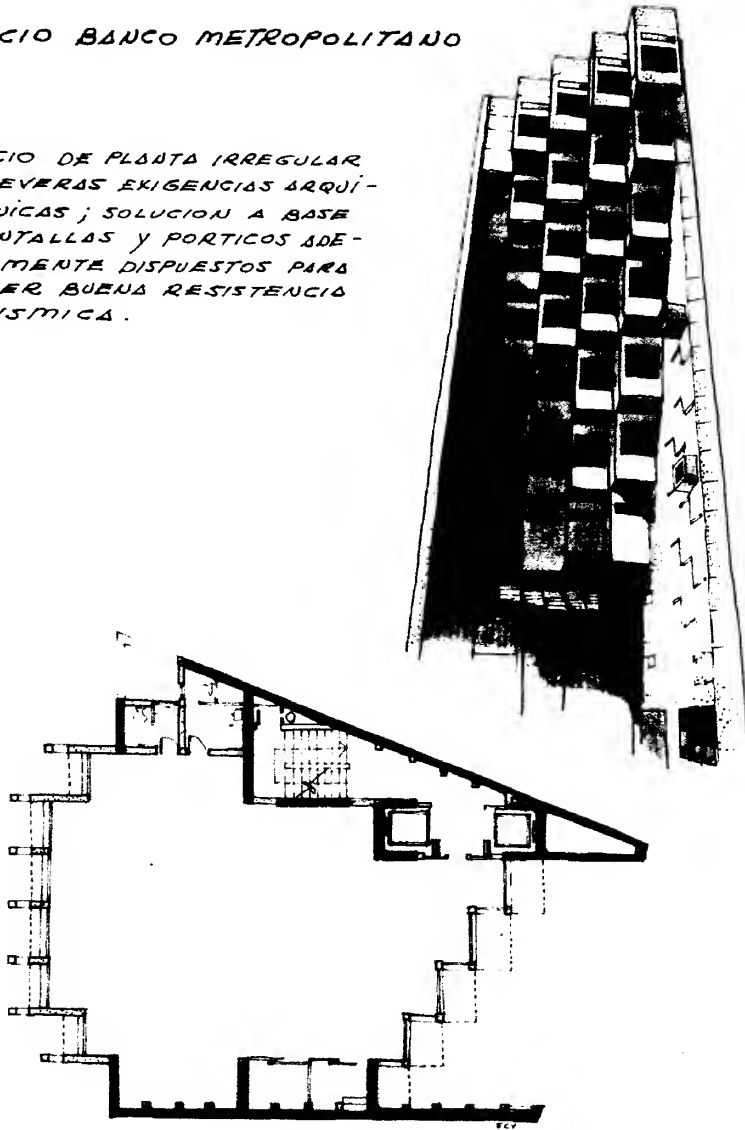 CIO BANCO METROPOLITANO
CIO DE PLANTA IRREGULAR
EVERAS EXIGENCIAS ARQUI-
NICAS; SOLUCION A BASE
NTALLAS Y PORTICOS ADE-
MENTE DISPUESTOS PARA
ER BUENA RESISTENCIA
ISMICA.